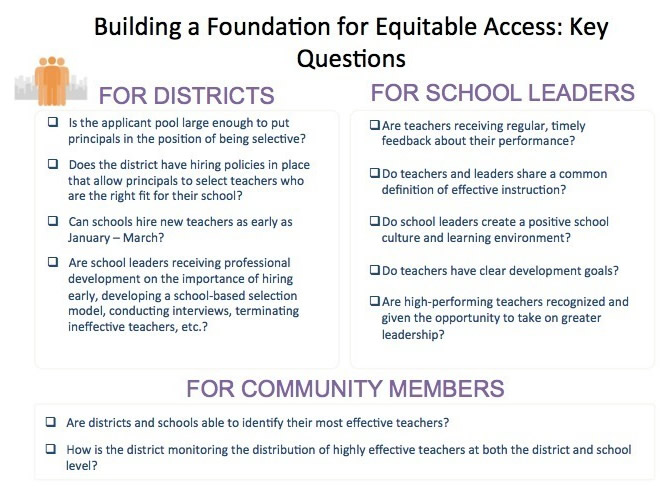 Building a Foundation for Equitable Access: Key
Questions
FOR DISTRICTS
❑ Is the applicant pool large enough to put
principals in the position of being selective?
❑ Does the district have hiring policies in place
that allow principals to select teachers who
are the right fit for their school?
❑ Can schools hire new teachers as early as
January – March?
❑ Are school leaders receiving professional
development on the importance of hiring
early, developing a school-based selection
model, conducting interviews, terminating
ineffective teachers, etc.?
FOR SCHOOL LEADERS
❑Are teachers receiving regular, timely
feedback about their performance?
❑Do teachers and leaders share a common
definition of effective instruction?
❑Do school leaders create a positive school
culture and learning environment?
❑Do teachers have clear development goals?
❑Are high-performing teachers recognized and
given the opportunity to take on greater
leadership?
FOR COMMUNITY MEMBERS
❑ Are districts and schools able to identify their most effective teachers?
❑ How is the district monitoring the distribution of highly effective teachers at both the district and school
level?